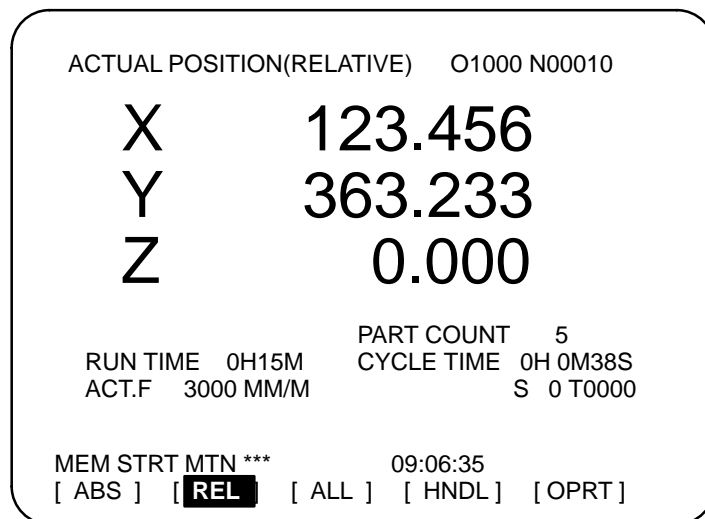 ACTUAL POSITION(RELATIVE) O1000 N00010
X 123.456
Y 363.233
Z 0.000
PART COUNT 5
RUN TIME 0H15M CYCLE TIME 0H 0M38S
ACT.F 3000 MM/M S 0 T0000
MEM STRT MTN *** 09:06:35
[ ABS ] [ REL ] [ ALL ] [ HNDL ] [ OPRT ]